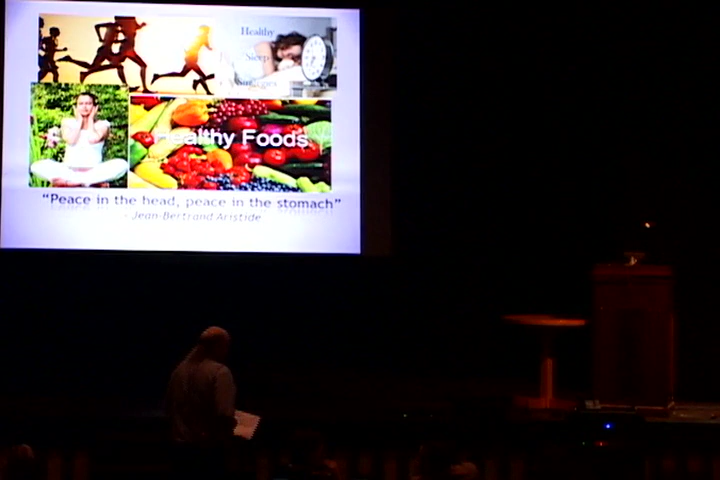 Healthy
Sleep
Healthy Foods
“Peace in the head, peace in the stomach”
- Jean-Bertrand Aristide